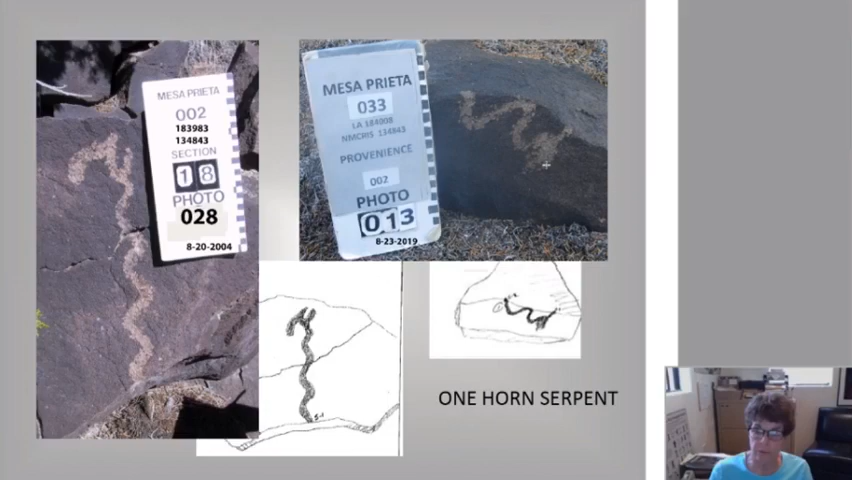 MESA PRIETA
002
183983
134843
SECTION
18
PHOTO
028
8-20-2004
MESA PRIETA
033
LA 184008
NMCRIS 134843
PROVENIENCE
002
PHOTO
013
8-23-2019
ONE HORN SERPENT